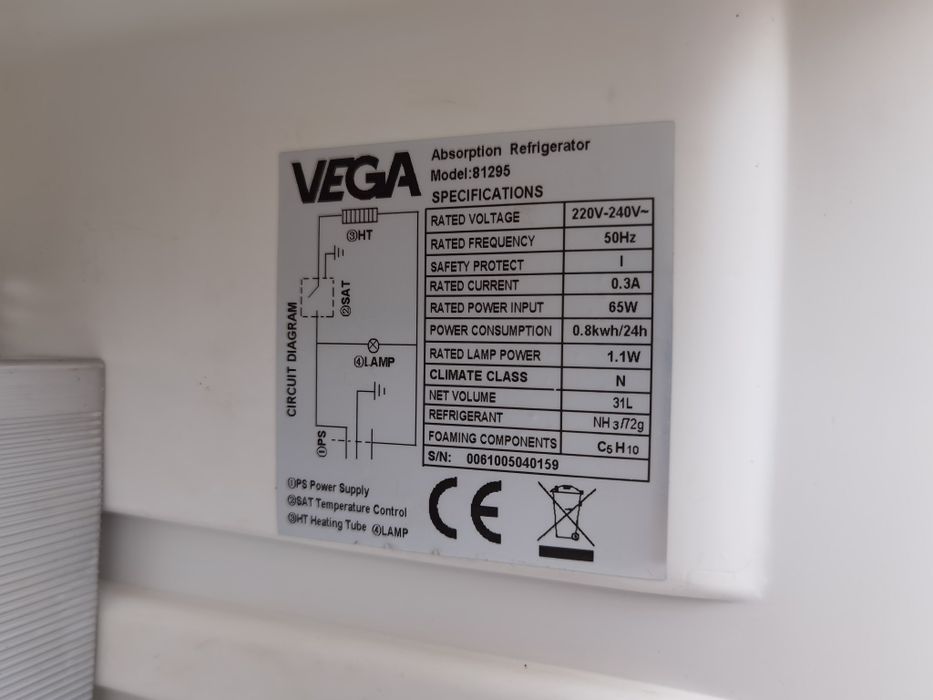 VEGA
Absorption Refrigerator
Model:81295
SPECIFICATIONS
RATED VOLTAGE 220V-240V~
RATED FREQUENCY 50Hz
SAFETY PROTECT I
RATED CURRENT 0.3A
RATED POWER INPUT 65W
POWER CONSUMPTION 0.8kwh/24h
RATED LAMP POWER 1.1W
CLIMATE CLASS N
NET VOLUME 31L
REFRIGERANT NH3/72g
FOAMING COMPONENTS C5H10
S/N: 0061005040159
CIRCUIT DIAGRAM
③HT
②SAT
④LAMP
①PS
①PS Power Supply
②SAT Temperature Control
③HT Heating Tube ④LAMP
CE